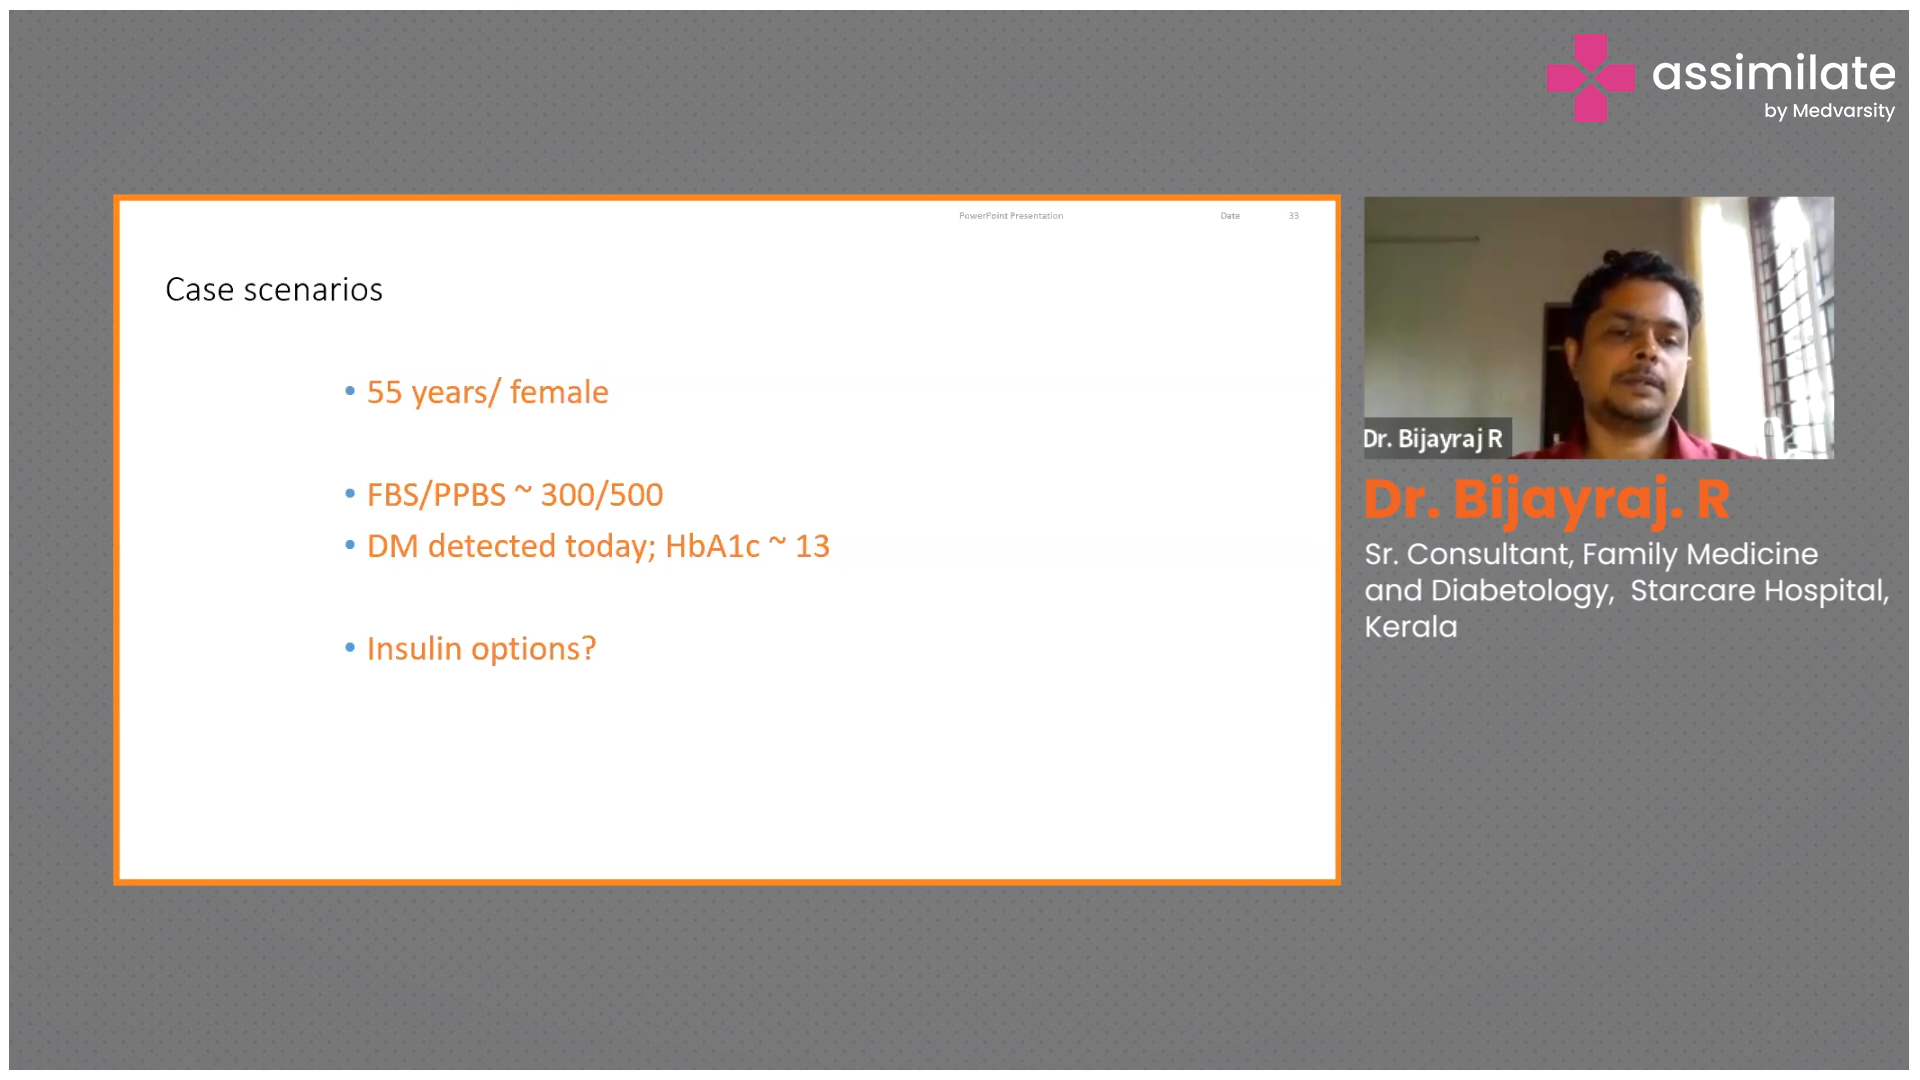 assimilate
by Medvarsity
PowerPoint Presentation Date 33
Case scenarios
• 55 years/ female
• FBS/PPBS ~ 300/500
• DM detected today; HbA1c ~ 13
• Insulin options?
Dr. Bijayraj R
Dr. Bijayraj. R
Sr. Consultant, Family Medicine
and Diabetology, Starcare Hospital,
Kerala